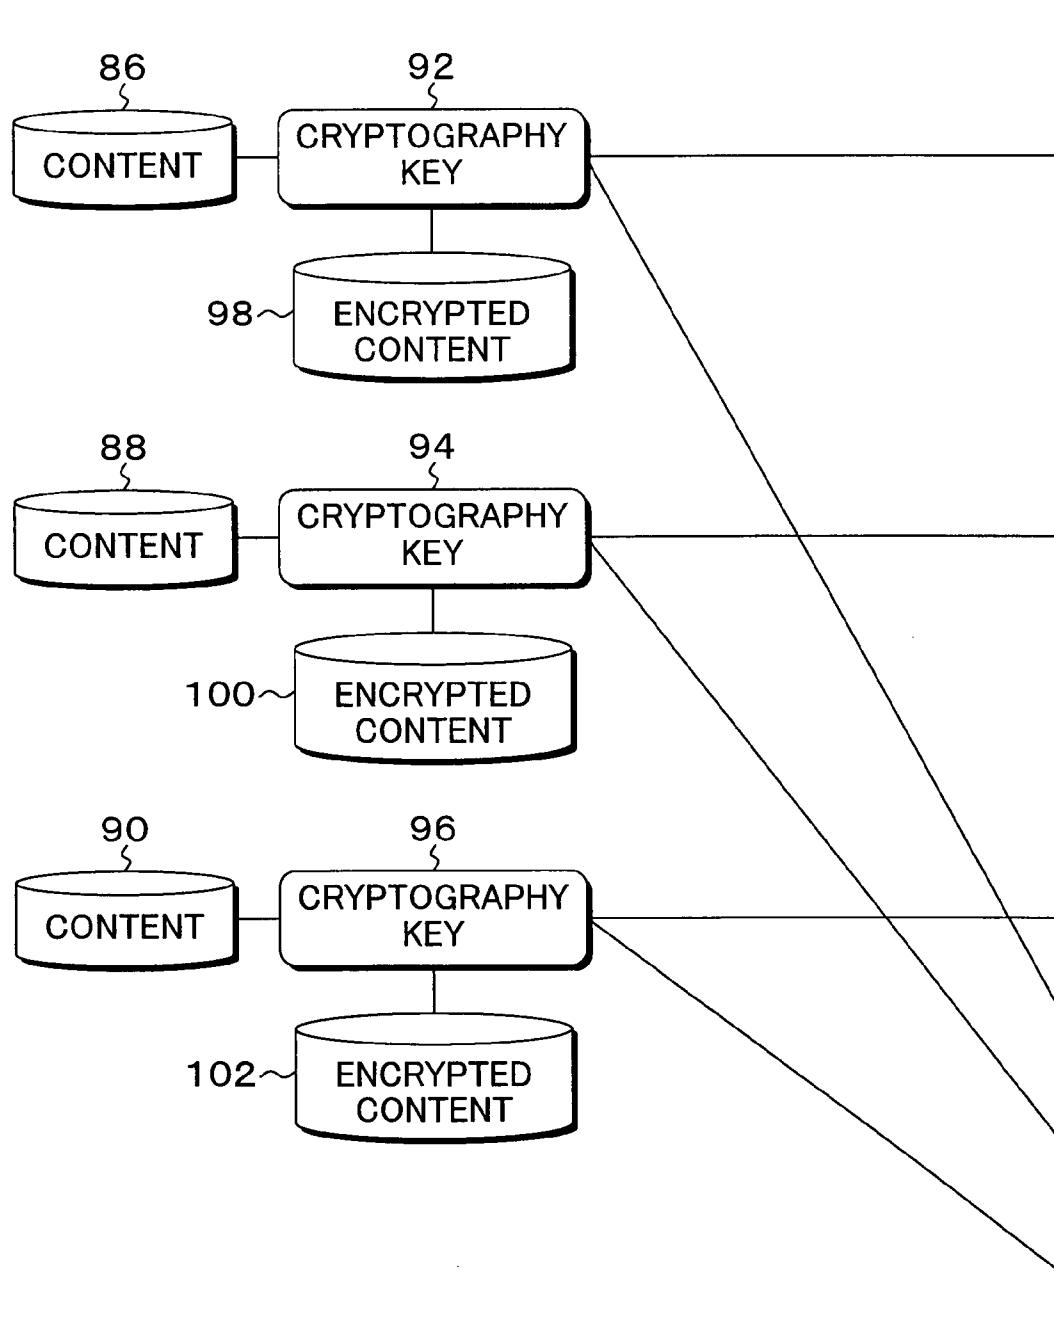 86
92
CONTENT
CRYPTOGRAPHY
KEY
98
ENCRYPTED
CONTENT
88
94
CONTENT
CRYPTOGRAPHY
KEY
100
ENCRYPTED
CONTENT
90
96
CONTENT
CRYPTOGRAPHY
KEY
102
ENCRYPTED
CONTENT